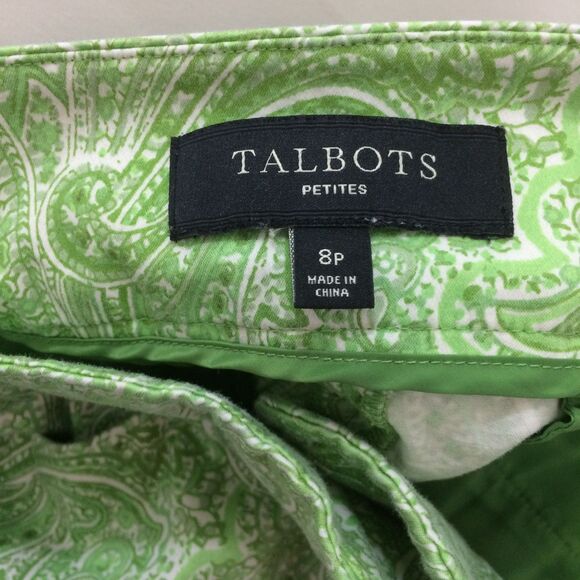 TALBOTS
PETITES
8P
MADE IN
CHINA